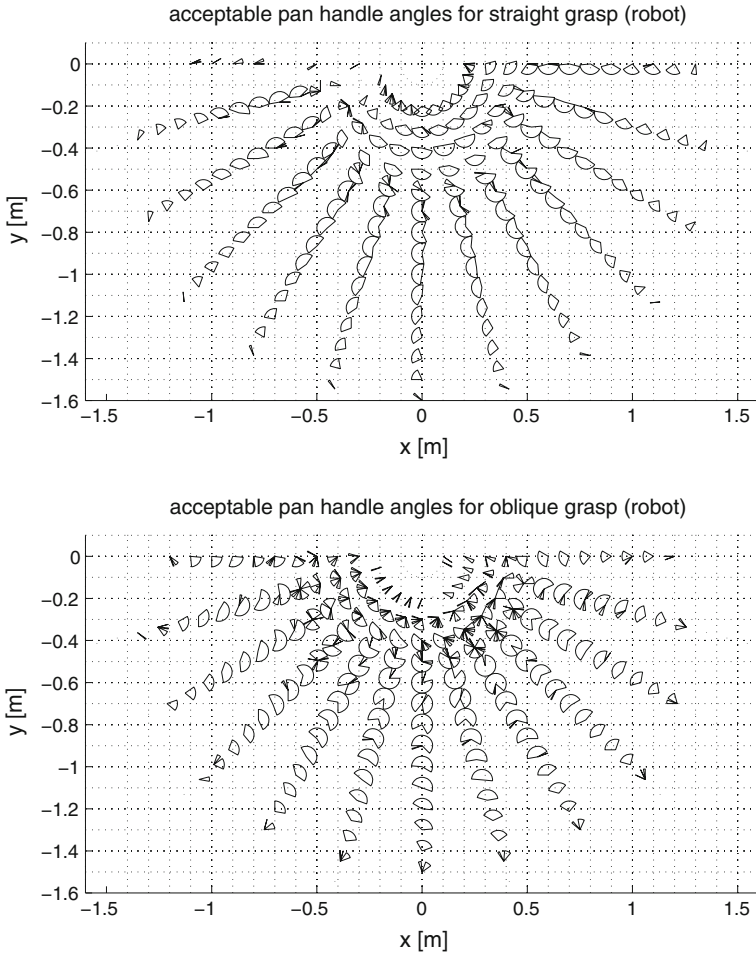 acceptable pan handle angles for straight grasp (robot)
0
−0.2
−0.4
−0.6
−0.8
−1
−1.2
−1.4
−1.6
y [m]
−1.5 −1 −0.5 0 0.5 1 1.5
x [m]
acceptable pan handle angles for oblique grasp (robot)
0
−0.2
−0.4
−0.6
−0.8
−1
−1.2
−1.4
−1.6
y [m]
−1.5 −1 −0.5 0 0.5 1 1.5
x [m]